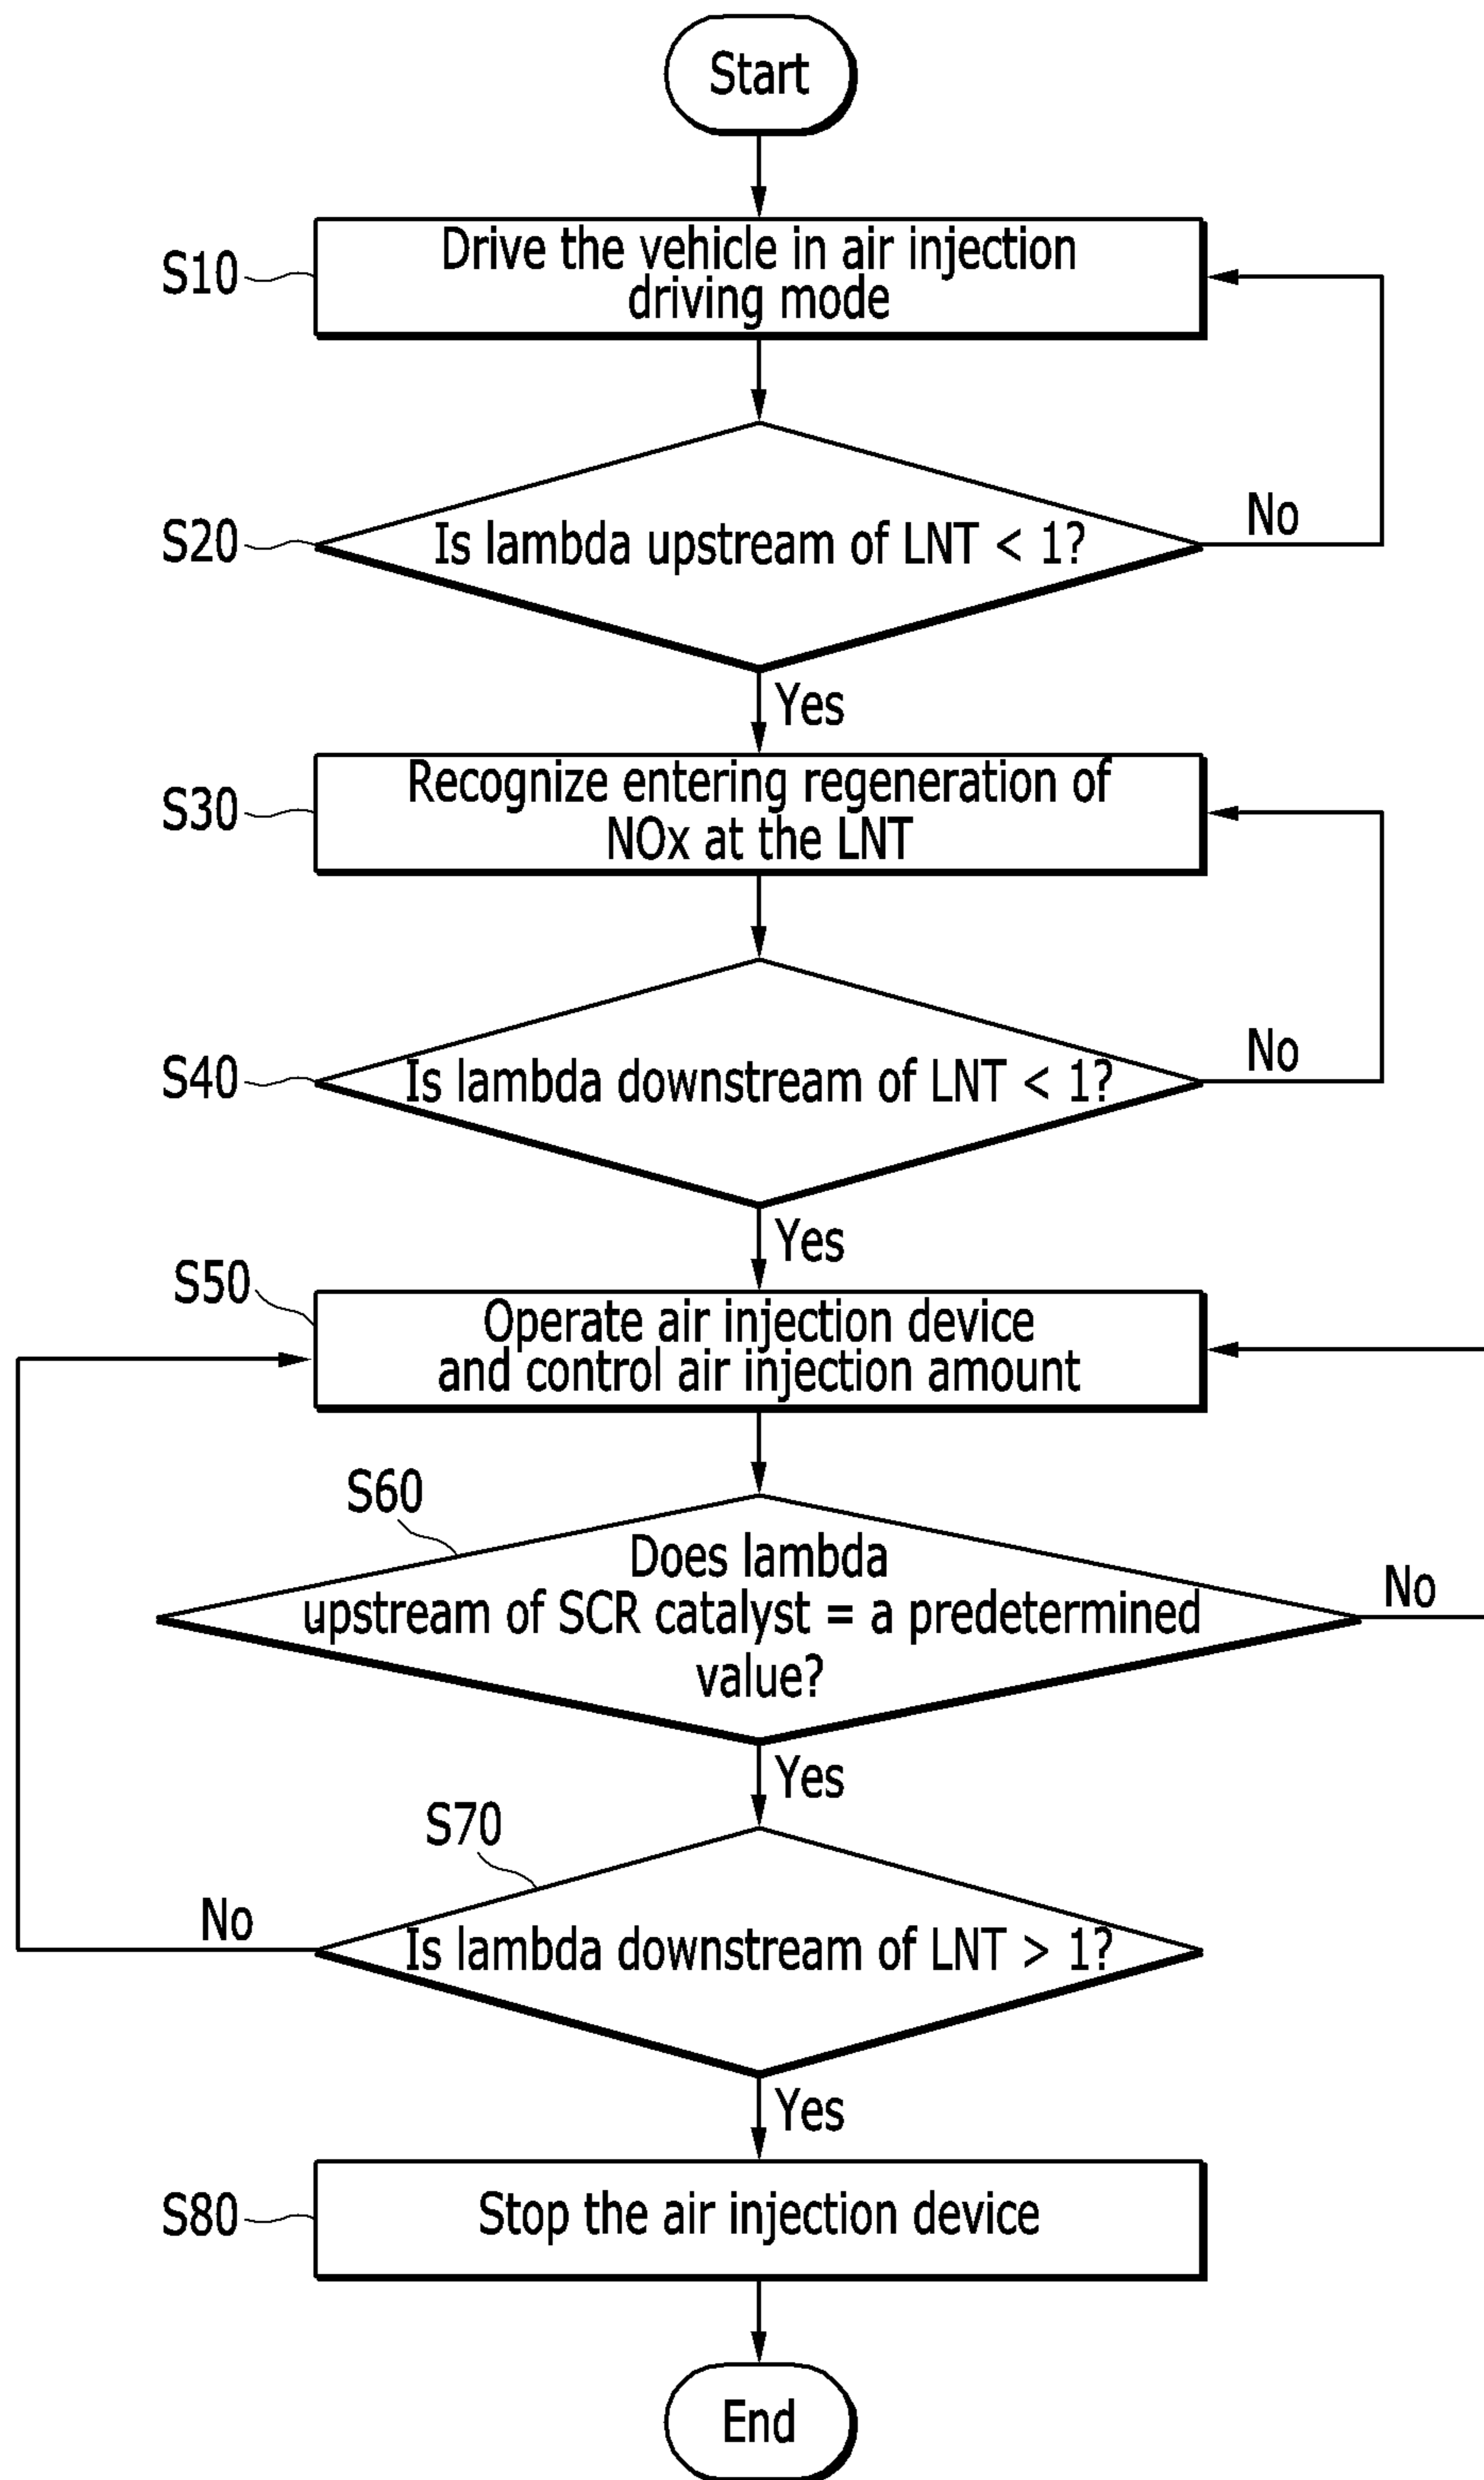 Start
S10
Drive the vehicle in air injection
driving mode
S20
Is lambda upstream of LNT < 1?
No
Yes
S30
Recognize entering regeneration of
NOx at the LNT
S40
Is lambda downstream of LNT < 1?
No
Yes
S50
Operate air injection device
and control air injection amount
S60
Does lambda
upstream of SCR catalyst = a predetermined
value?
No
Yes
S70
No
Is lambda downstream of LNT > 1?
Yes
S80
Stop the air injection device
End